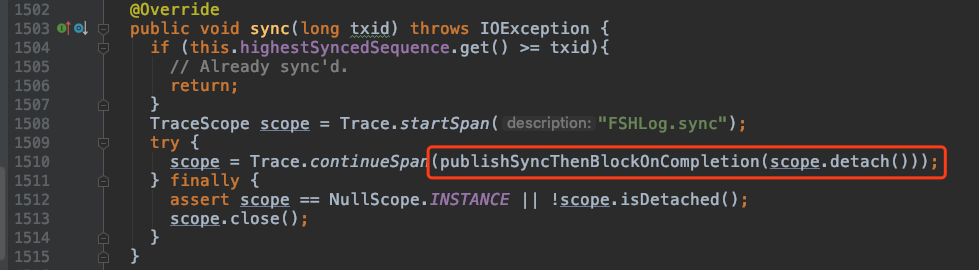 1502 @Override
1503 public void sync(long txid) throws IOException {
1504 if (this.highestSyncedSequence.get() >= txid){
1505 // Already sync'd.
1506 return;
1507 }
1508 TraceScope scope = Trace.startSpan( description: "FSHLog.sync");
1509 try {
1510 scope = Trace.continueSpan(publishSyncThenBlockOnCompletion(scope.detach()));
1511 } finally {
1512 assert scope == NullScope.INSTANCE || !scope.isDetached();
1513 scope.close();
1514 }
1515 }